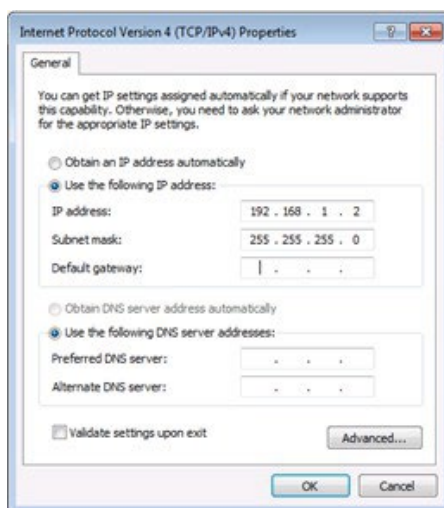 Internet Protocol Version 4 (TCP/IPv4) Properties
General
You can get IP settings assigned automatically if your network supports
this capability. Otherwise, you need to ask your network administrator
for the appropriate IP settings.
Obtain an IP address automatically
Use the following IP address:
IP address: 192 . 168 . 1 . 2
Subnet mask: 255 . 255 . 255 . 0
Default gateway: . . .
Obtain DNS server address automatically
Use the following DNS server addresses:
Preferred DNS server: . . .
Alternate DNS server: . . .
Validate settings upon exit
Advanced...
OK Cancel